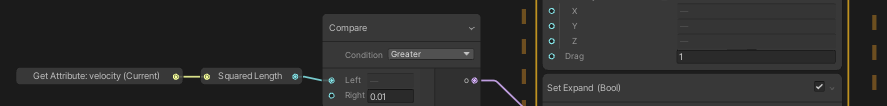 Compare
Condition Greater
Get Attribute: velocity (Current)
Squared Length
Left
Right 0.01
X
Y
Z
Drag 1
Set Expand (Bool)